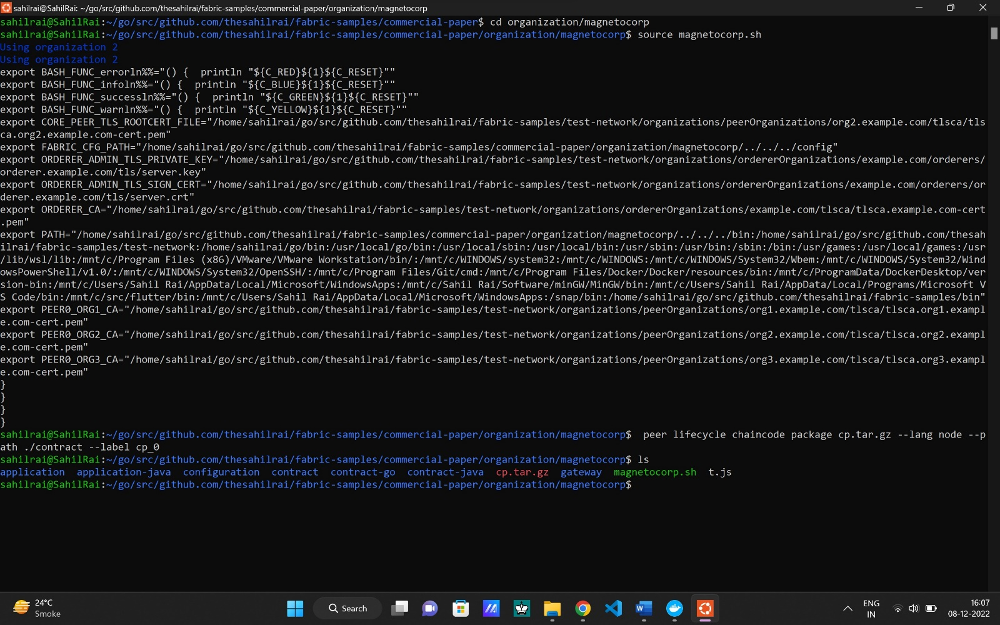 sahilrai@SahilRai: ~/go/src/github.com/thesahilrai/fabric-samples/commercial-paper/organization/magnetocorp
sahilrai@SahilRai:~/go/src/github.com/thesahilrai/fabric-samples/commercial-paper$ cd organization/magnetocorp
sahilrai@SahilRai:~/go/src/github.com/thesahilrai/fabric-samples/commercial-paper/organization/magnetocorp$ source magnetocorp.sh
Using organization 2
Using organization 2
export BASH_FUNC_errorln%%="() {  println "${C_RED}${1}${C_RESET}""
export BASH_FUNC_infoln%%="() {  println "${C_BLUE}${1}${C_RESET}""
export BASH_FUNC_successln%%="() {  println "${C_GREEN}${1}${C_RESET}""
export BASH_FUNC_warnln%%="() {  println "${C_YELLOW}${1}${C_RESET}""
export CORE_PEER_TLS_ROOTCERT_FILE="/home/sahilrai/go/src/github.com/thesahilrai/fabric-samples/test-network/organizations/peerOrganizations/org2.example.com/tlsca/tls
ca.org2.example.com-cert.pem"
export FABRIC_CFG_PATH="/home/sahilrai/go/src/github.com/thesahilrai/fabric-samples/commercial-paper/organization/magnetocorp/../../../config"
export ORDERER_ADMIN_TLS_PRIVATE_KEY="/home/sahilrai/go/src/github.com/thesahilrai/fabric-samples/test-network/organizations/ordererOrganizations/example.com/orderers/
orderer.example.com/tls/server.key"
export ORDERER_ADMIN_TLS_SIGN_CERT="/home/sahilrai/go/src/github.com/thesahilrai/fabric-samples/test-network/organizations/ordererOrganizations/example.com/orderers/or
derer.example.com/tls/server.crt"
export ORDERER_CA="/home/sahilrai/go/src/github.com/thesahilrai/fabric-samples/test-network/organizations/ordererOrganizations/example.com/tlsca/tlsca.example.com-cert
.pem"
export PATH="/home/sahilrai/go/src/github.com/thesahilrai/fabric-samples/commercial-paper/organization/magnetocorp/../../../bin:/home/sahilrai/go/src/github.com/thesah
ilrai/fabric-samples/test-network:/home/sahilrai/go/bin:/usr/local/go/bin:/usr/local/sbin:/usr/local/bin:/usr/sbin:/usr/bin:/sbin:/bin:/usr/games:/usr/local/games:/usr
/lib/wsl/lib:/mnt/c/Program Files (x86)/VMware/VMware Workstation/bin/:/mnt/c/WINDOWS/system32:/mnt/c/WINDOWS:/mnt/c/WINDOWS/System32/Wbem:/mnt/c/WINDOWS/System32/Wind
owsPowerShell/v1.0/:/mnt/c/WINDOWS/System32/OpenSSH/:/mnt/c/Program Files/Git/cmd:/mnt/c/Program Files/Docker/Docker/resources/bin:/mnt/c/ProgramData/DockerDesktop/ver
sion-bin:/mnt/c/Users/Sahil Rai/AppData/Local/Microsoft/WindowsApps:/mnt/c/Sahil Rai/Software/minGW/MinGW/bin:/mnt/c/Users/Sahil Rai/AppData/Local/Programs/Microsoft V
S Code/bin:/mnt/c/src/flutter/bin:/mnt/c/Users/Sahil Rai/AppData/Local/Microsoft/WindowsApps:/snap/bin:/home/sahilrai/go/src/github.com/thesahilrai/fabric-samples/bin"
export PEER0_ORG1_CA="/home/sahilrai/go/src/github.com/thesahilrai/fabric-samples/test-network/organizations/peerOrganizations/org1.example.com/tlsca/tlsca.org1.exampl
e.com-cert.pem"
export PEER0_ORG2_CA="/home/sahilrai/go/src/github.com/thesahilrai/fabric-samples/test-network/organizations/peerOrganizations/org2.example.com/tlsca/tlsca.org2.exampl
e.com-cert.pem"
export PEER0_ORG3_CA="/home/sahilrai/go/src/github.com/thesahilrai/fabric-samples/test-network/organizations/peerOrganizations/org3.example.com/tlsca/tlsca.org3.exampl
e.com-cert.pem"
}
}
}
}
sahilrai@SahilRai:~/go/src/github.com/thesahilrai/fabric-samples/commercial-paper/organization/magnetocorp$  peer lifecycle chaincode package cp.tar.gz --lang node --p
ath ./contract --label cp_0
sahilrai@SahilRai:~/go/src/github.com/thesahilrai/fabric-samples/commercial-paper/organization/magnetocorp$ ls
application  application-java  configuration  contract  contract-go  contract-java  cp.tar.gz  gateway  magnetocorp.sh  t.js
sahilrai@SahilRai:~/go/src/github.com/thesahilrai/fabric-samples/commercial-paper/organization/magnetocorp$
24°C
Smoke
Search
ENG
IN
16:07
08-12-2022